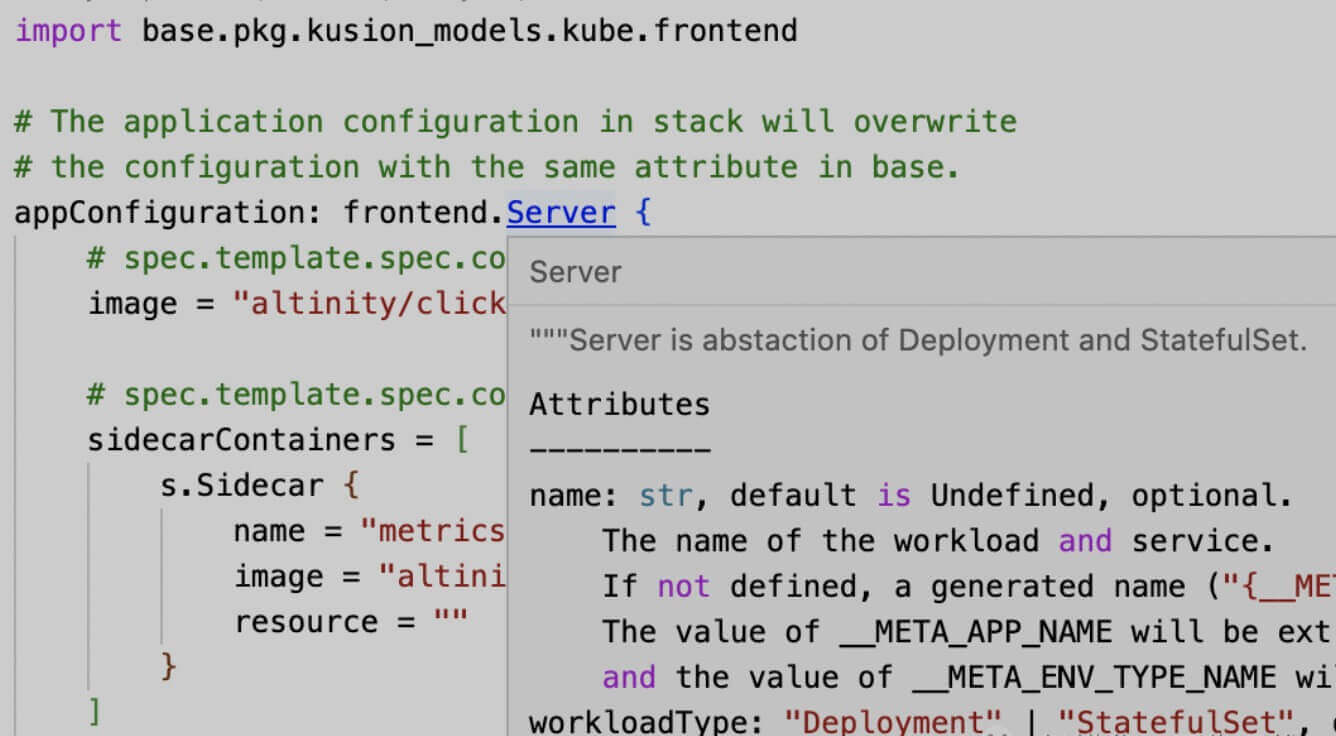 import base.pkg.kusion_models.kube.frontend
# The application configuration in stack will overwrite
# the configuration with the same attribute in base.
appConfiguration: frontend.Server {
# spec.template.spec.co
image = "altinity/click
# spec.template.spec.co
sidecarContainers = [
s.Sidecar {
name = "metrics
image = "altini
resource = ""
}
]
Server
"""Server is abstaction of Deployment and StatefulSet.
Attributes
----------
name: str, default is Undefined, optional.
The name of the workload and service.
If not defined, a generated name ("{__ME
The value of __META_APP_NAME will be ext
and the value of __META_ENV_TYPE_NAME wi
workloadType: "Deployment" | "StatefulSet",